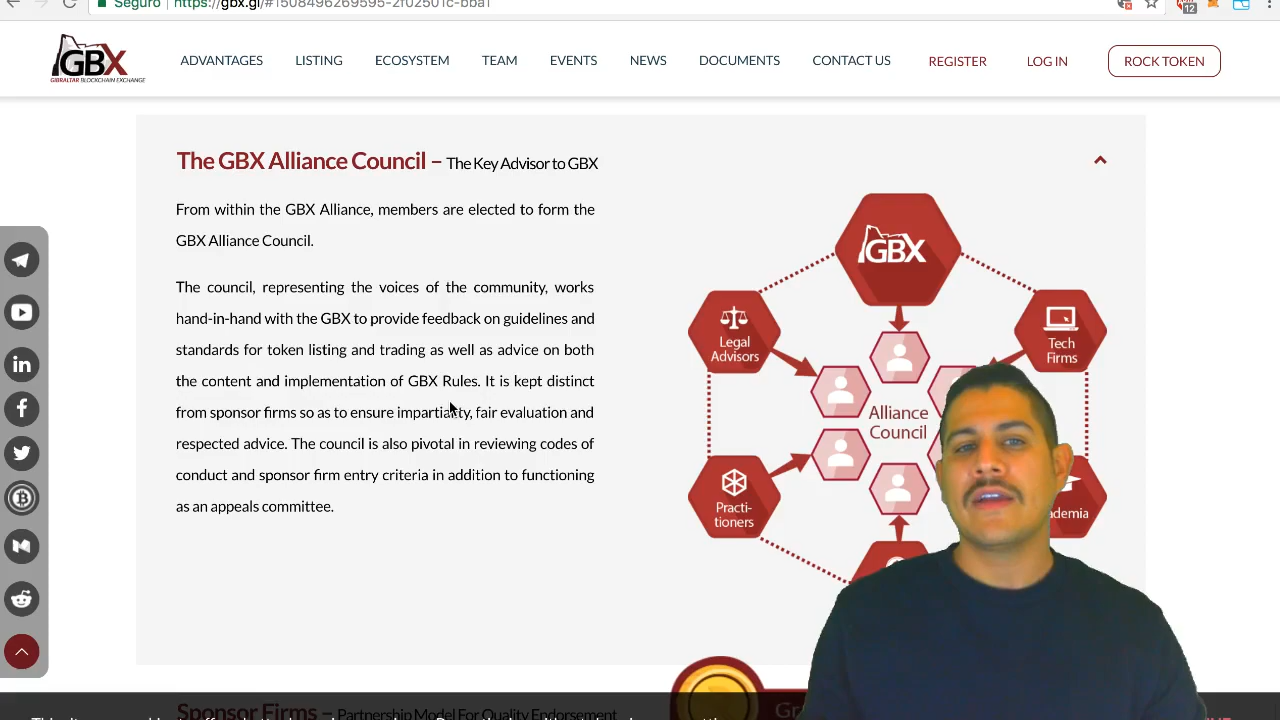 Seguro
https://gbx.gi/#1508496269595-2f02501c-bba1
12
GBX
GIBRALTAR BLOCKCHAIN EXCHANGE
ADVANTAGES
LISTING
ECOSYSTEM
TEAM
EVENTS
NEWS
DOCUMENTS
CONTACT US
REGISTER
LOG IN
ROCK TOKEN
The GBX Alliance Council – The Key Advisor to GBX
From within the GBX Alliance, members are elected to form the
GBX Alliance Council.
The council, representing the voices of the community, works
hand-in-hand with the GBX to provide feedback on guidelines and
standards for token listing and trading as well as advice on both
the content and implementation of GBX Rules. It is kept distinct
from sponsor firms so as to ensure impartiality, fair evaluation and
respected advice. The council is also pivotal in reviewing codes of
conduct and sponsor firm entry criteria in addition to functioning
as an appeals committee.
GBX
Legal
Advisors
Tech
Firms
Alliance
Council
Practi-
tioners
demia
Sponsor Firms – Partnership Model For Quality Endorsement